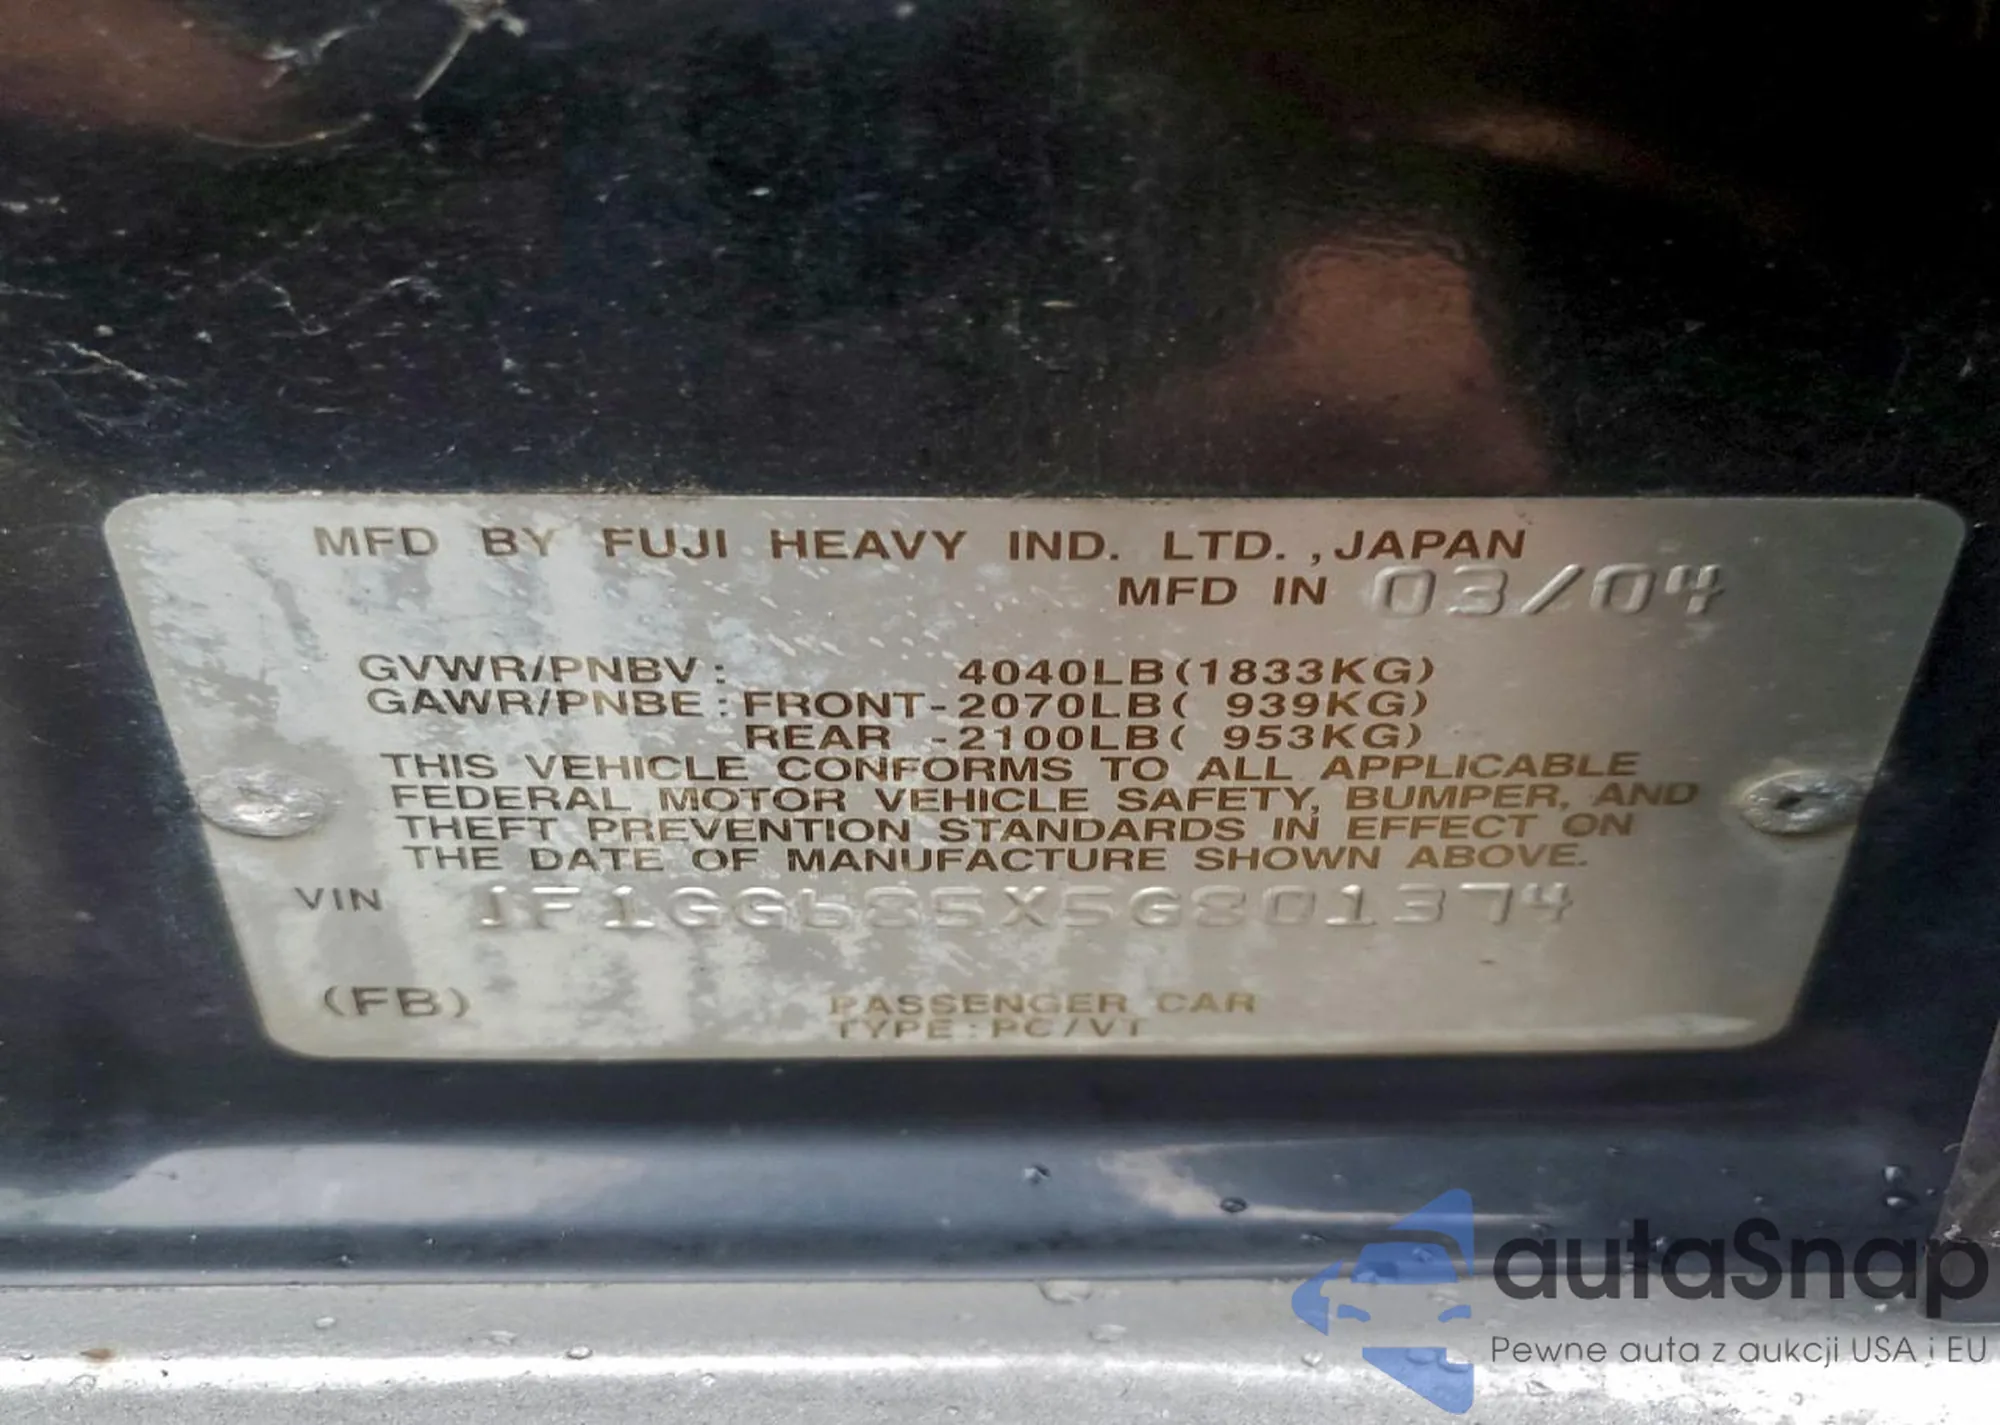 MFD BY FUJI HEAVY IND. LTD.,JAPAN
MFD IN 03/04
GVWR/PNBV: 4040LB(1833KG)
GAWR/PNBE:FRONT-2070LB( 939KG)
REAR -2100LB( 953KG)
THIS VEHICLE CONFORMS TO ALL APPLICABLE
FEDERAL MOTOR VEHICLE SAFETY, BUMPER, AND
THEFT PREVENTION STANDARDS IN EFFECT ON
THE DATE OF MANUFACTURE SHOWN ABOVE.
VIN JF1GG685X5G801374
(FB) PASSENGER CAR
TYPE:PC/VT
autaSnap
Pewne auta z aukcji USA i EU